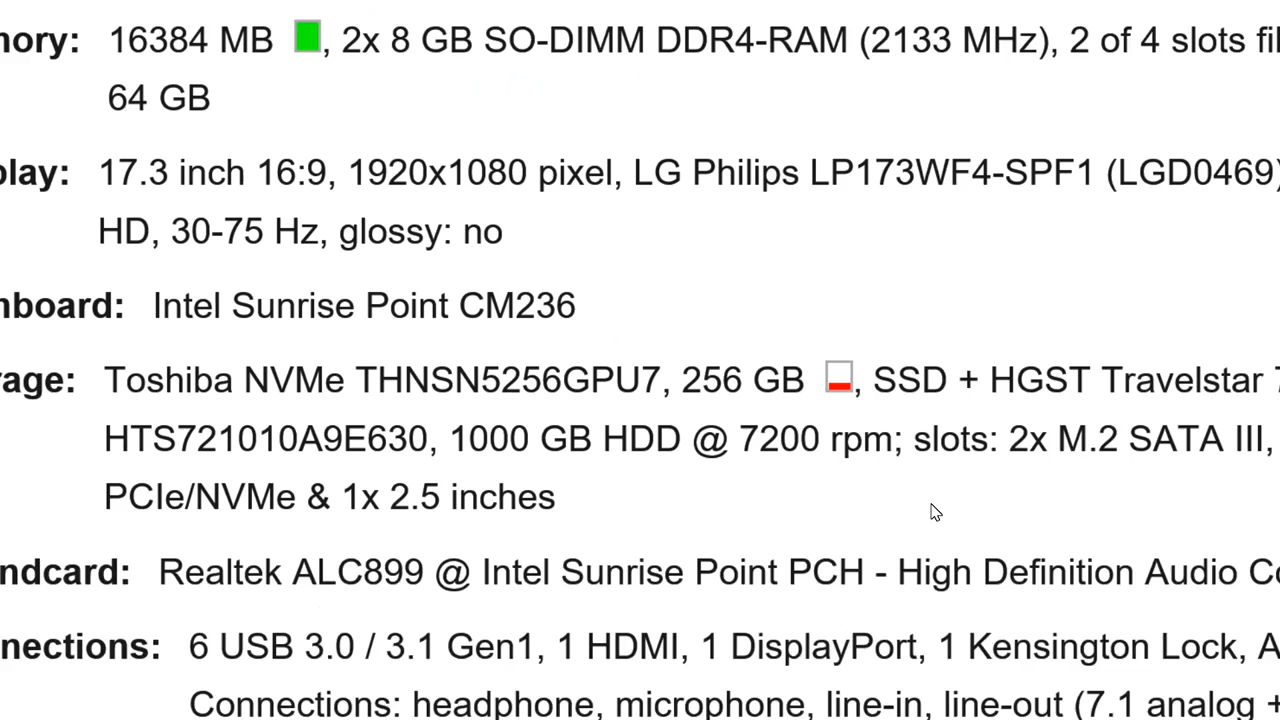 nory: 16384 MB , 2x 8 GB SO-DIMM DDR4-RAM (2133 MHz), 2 of 4 slots fil
64 GB
play: 17.3 inch 16:9, 1920x1080 pixel, LG Philips LP173WF4-SPF1 (LGD0469)
HD, 30-75 Hz, glossy: no
nboard: Intel Sunrise Point CM236
rage: Toshiba NVMe THNSN5256GPU7, 256 GB , SSD + HGST Travelstar 7
HTS721010A9E630, 1000 GB HDD @ 7200 rpm; slots: 2x M.2 SATA III,
PCIe/NVMe & 1x 2.5 inches
ndcard: Realtek ALC899 @ Intel Sunrise Point PCH - High Definition Audio Co
nections: 6 USB 3.0 / 3.1 Gen1, 1 HDMI, 1 DisplayPort, 1 Kensington Lock, A
Connections: headphone, microphone, line-in, line-out (7.1 analog +